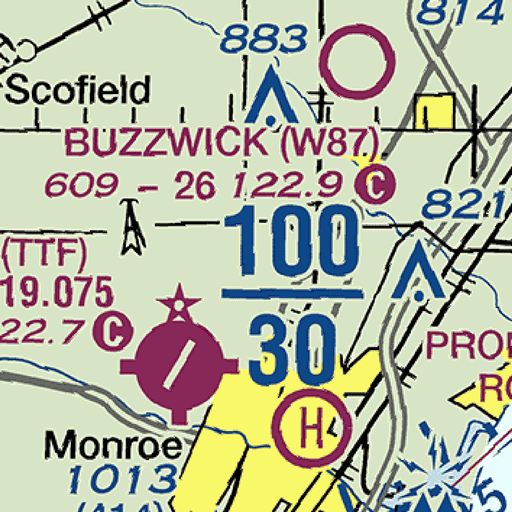 814
883
Scofield
BUZZWICK (W87)
609 - 26 122.9 C
821
(TTF)
100
19.075
30
22.7 C
PRO
H
Monroe
1013